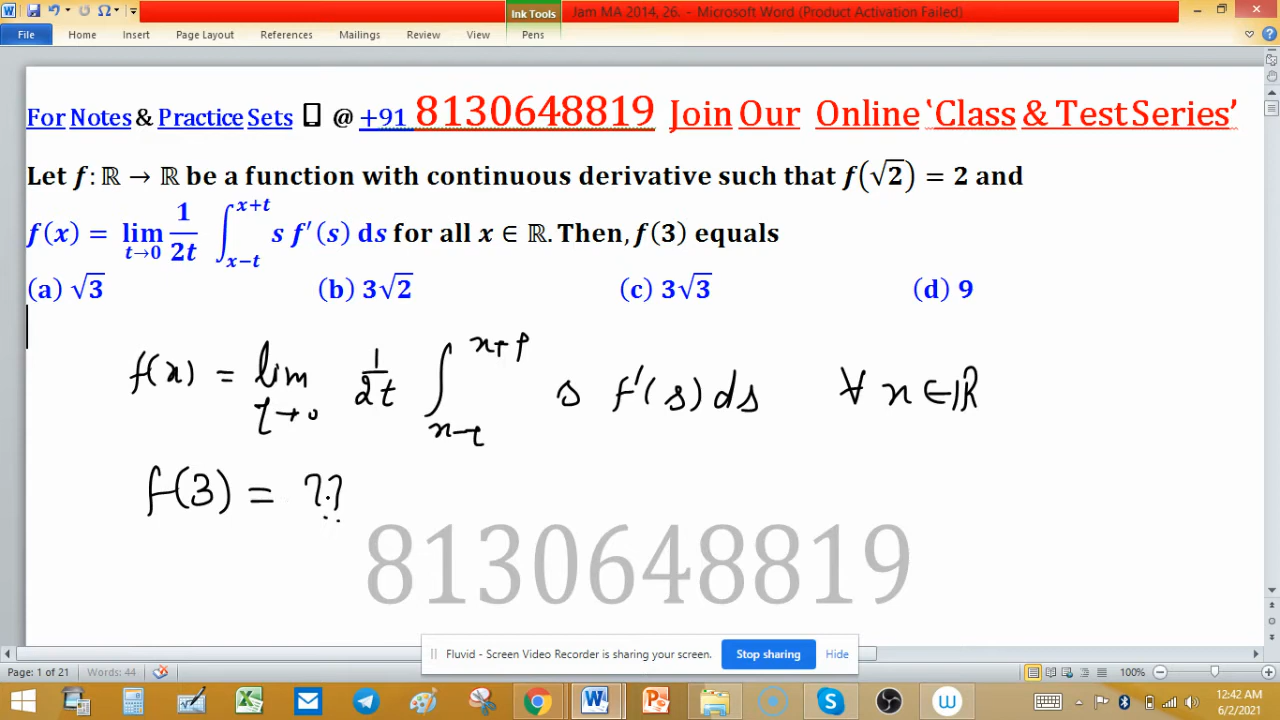 Ink Tools
Jam MA 2014, 26. - Microsoft Word (Product Activation Failed)
File Home Insert Page Layout References Mailings Review View Pens
For Notes & Practice Sets @ +91 8130648819 Join Our Online 'Class & Test Series'
Let f: ℝ → ℝ be a function with continuous derivative such that f(√2) = 2 and
f(x) = lim_{t→0} 1/2t ∫_{x−t}^{x+t} s f′(s) ds for all x ∈ ℝ. Then, f(3) equals
(a) √3 (b) 3√2 (c) 3√3 (d) 9
f(x) = lim_{t→0} 1/2t ∫_{x−t}^{x+t} s f′(s) ds ∀ x ∈ ℝ
f(3) = ??
8130648819
Fluvid - Screen Video Recorder is sharing your screen. Stop sharing Hide
Page: 1 of 21 Words: 44 100%
12:42 AM
6/2/2021